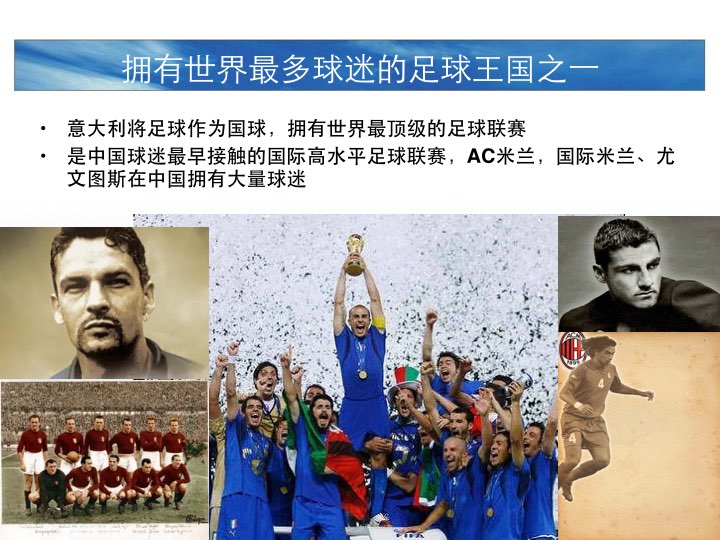 拥有世界最多球迷的足球王国之一
• 意大利将足球作为国球，拥有世界最顶级的足球联赛
• 是中国球迷最早接触的国际高水平足球联赛，AC米兰，国际米兰、尤
文图斯在中国拥有大量球迷
4
4
FIFA